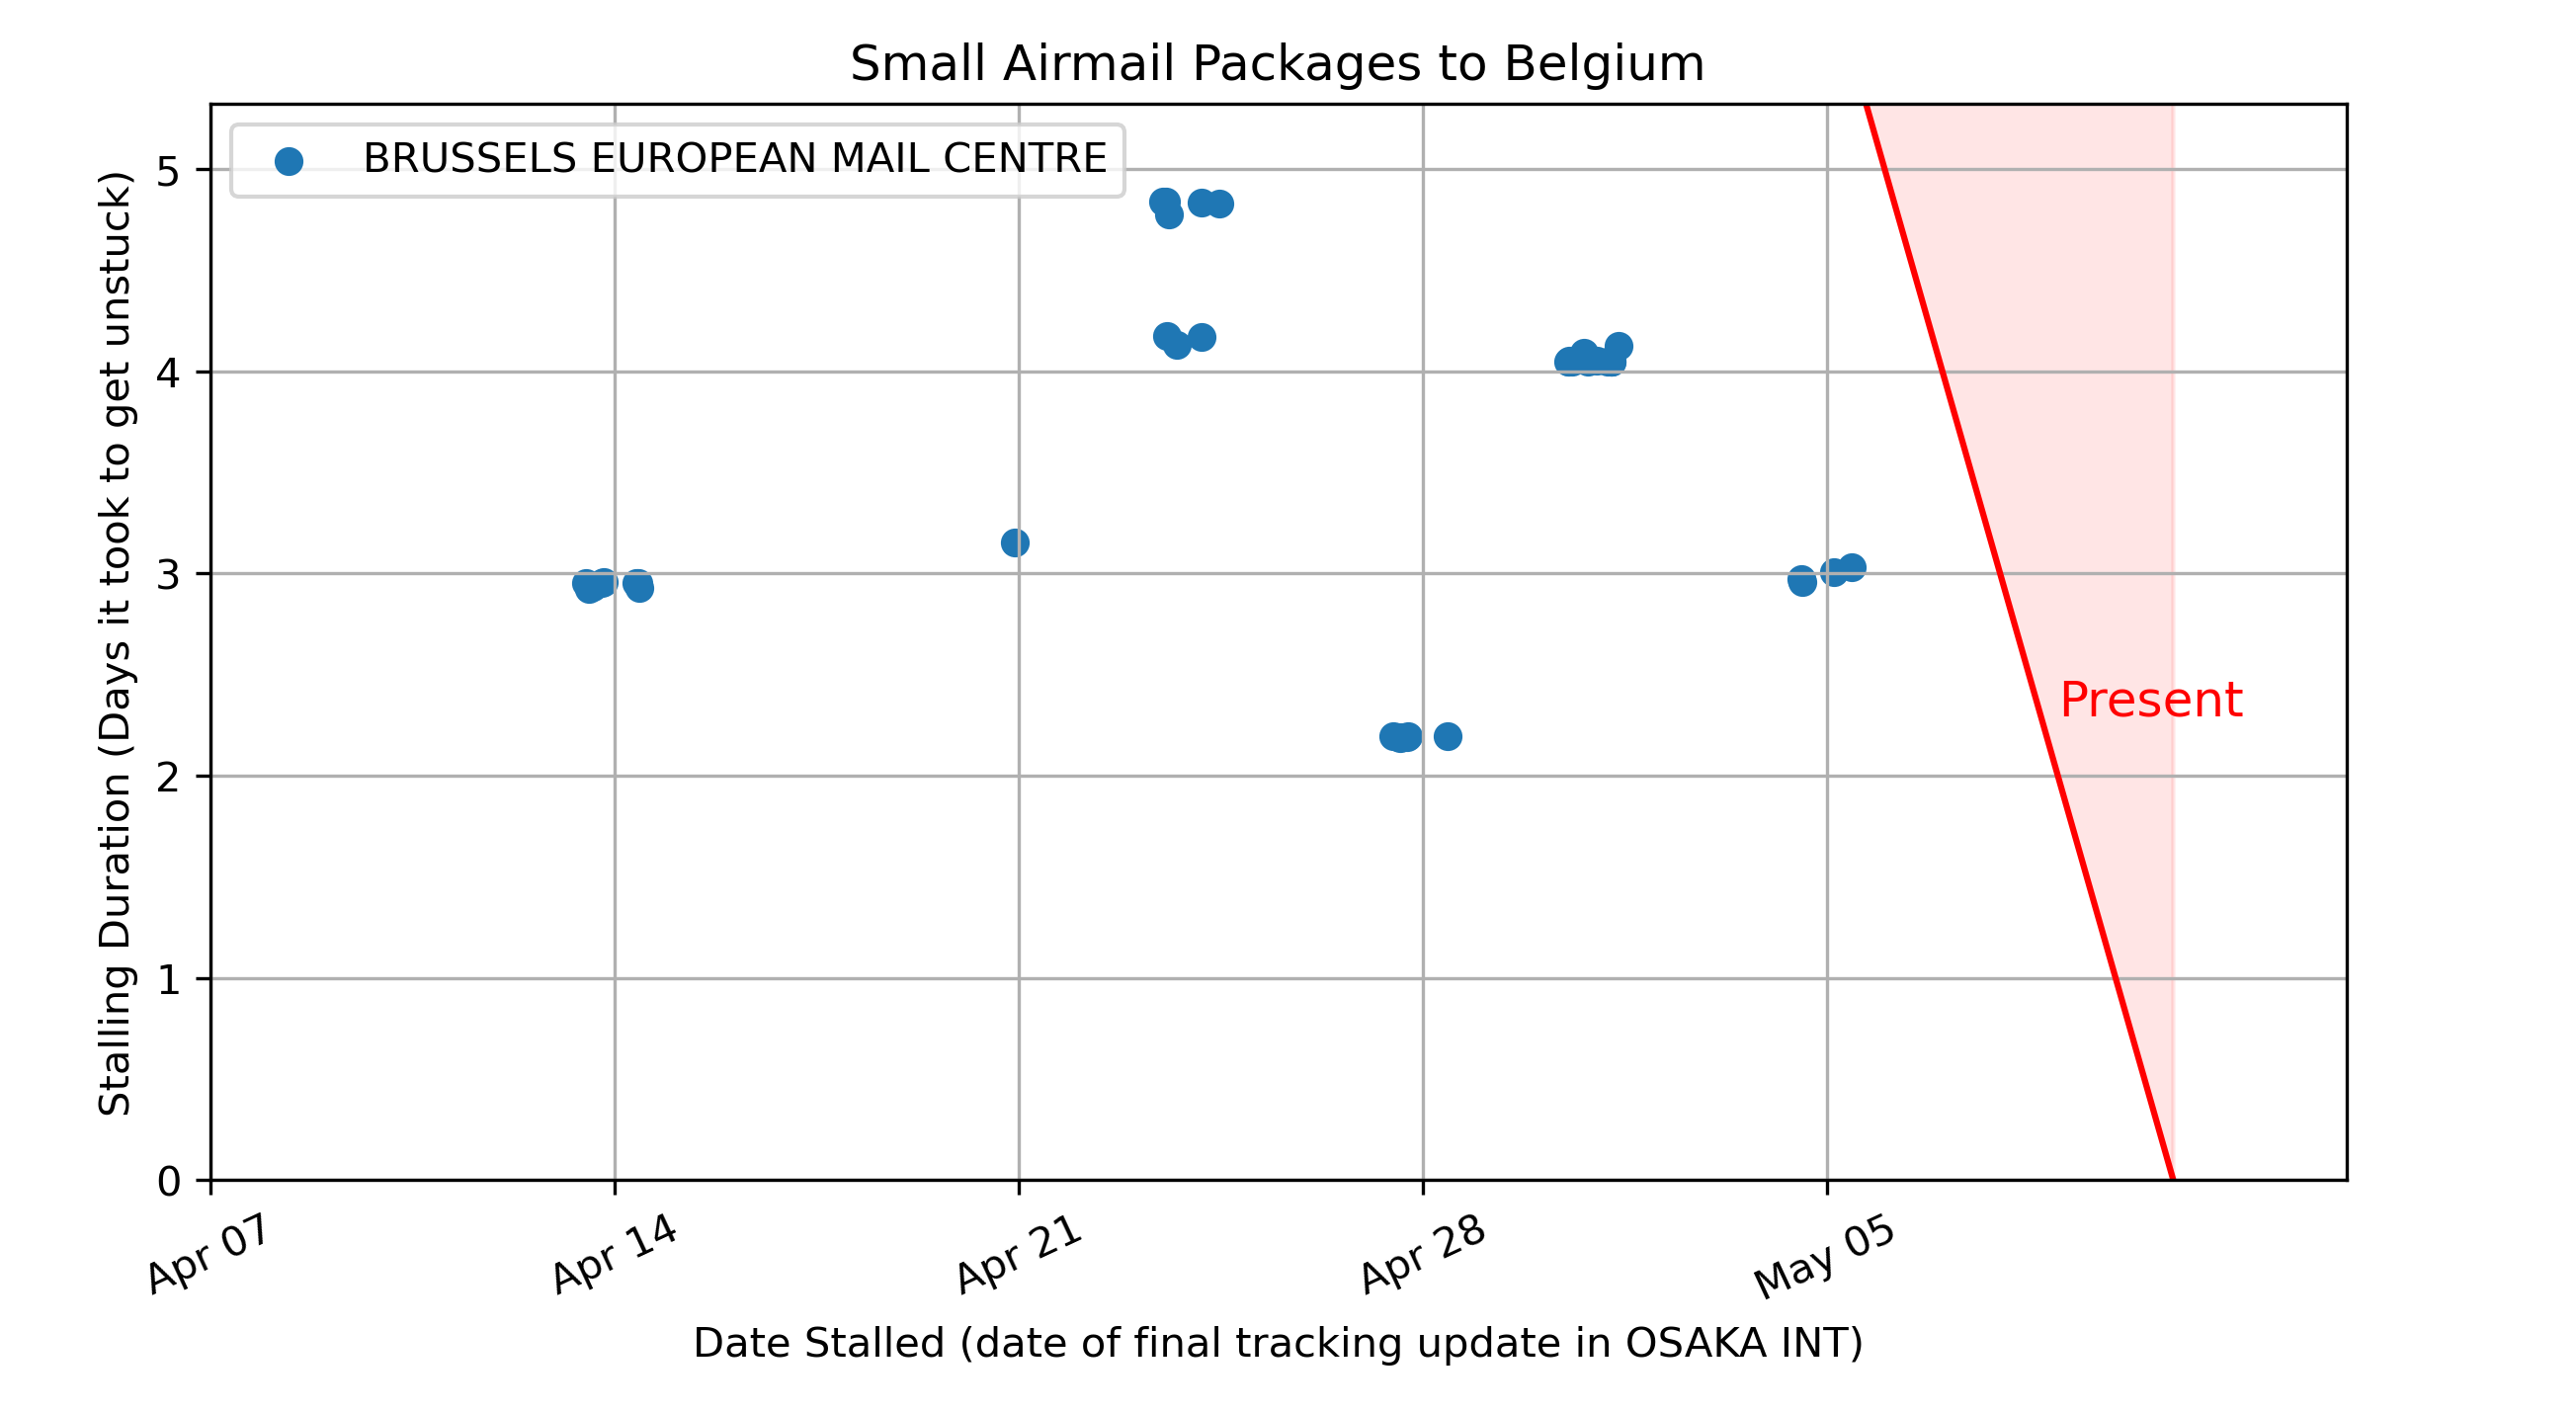 Small Airmail Packages to Belgium
BRUSSELS EUROPEAN MAIL CENTRE
Stalling Duration (Days it took to get unstuck)
5
4
3
2
1
0
Present
Apr 07
Apr 14
Apr 21
Apr 28
May 05
Date Stalled (date of final tracking update in OSAKA INT)